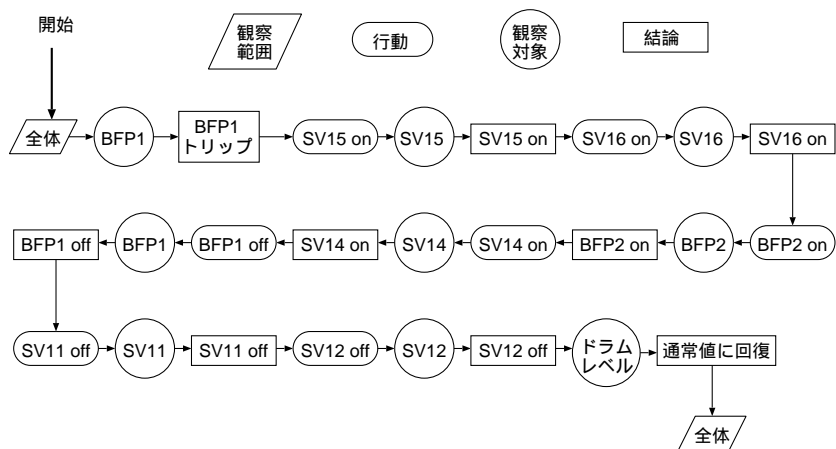 開始
観察
範囲
行動
観察
対象
結論
全体
BFP1
BFP1
トリップ
SV15 on
SV15
SV15 on
SV16 on
SV16
SV16 on
BFP1 off
BFP1
BFP1 off
SV14 on
SV14
SV14 on
BFP2 on
BFP2
BFP2 on
SV11 off
SV11
SV11 off
SV12 off
SV12
SV12 off
ドラム
レベル
通常値に回復
全体